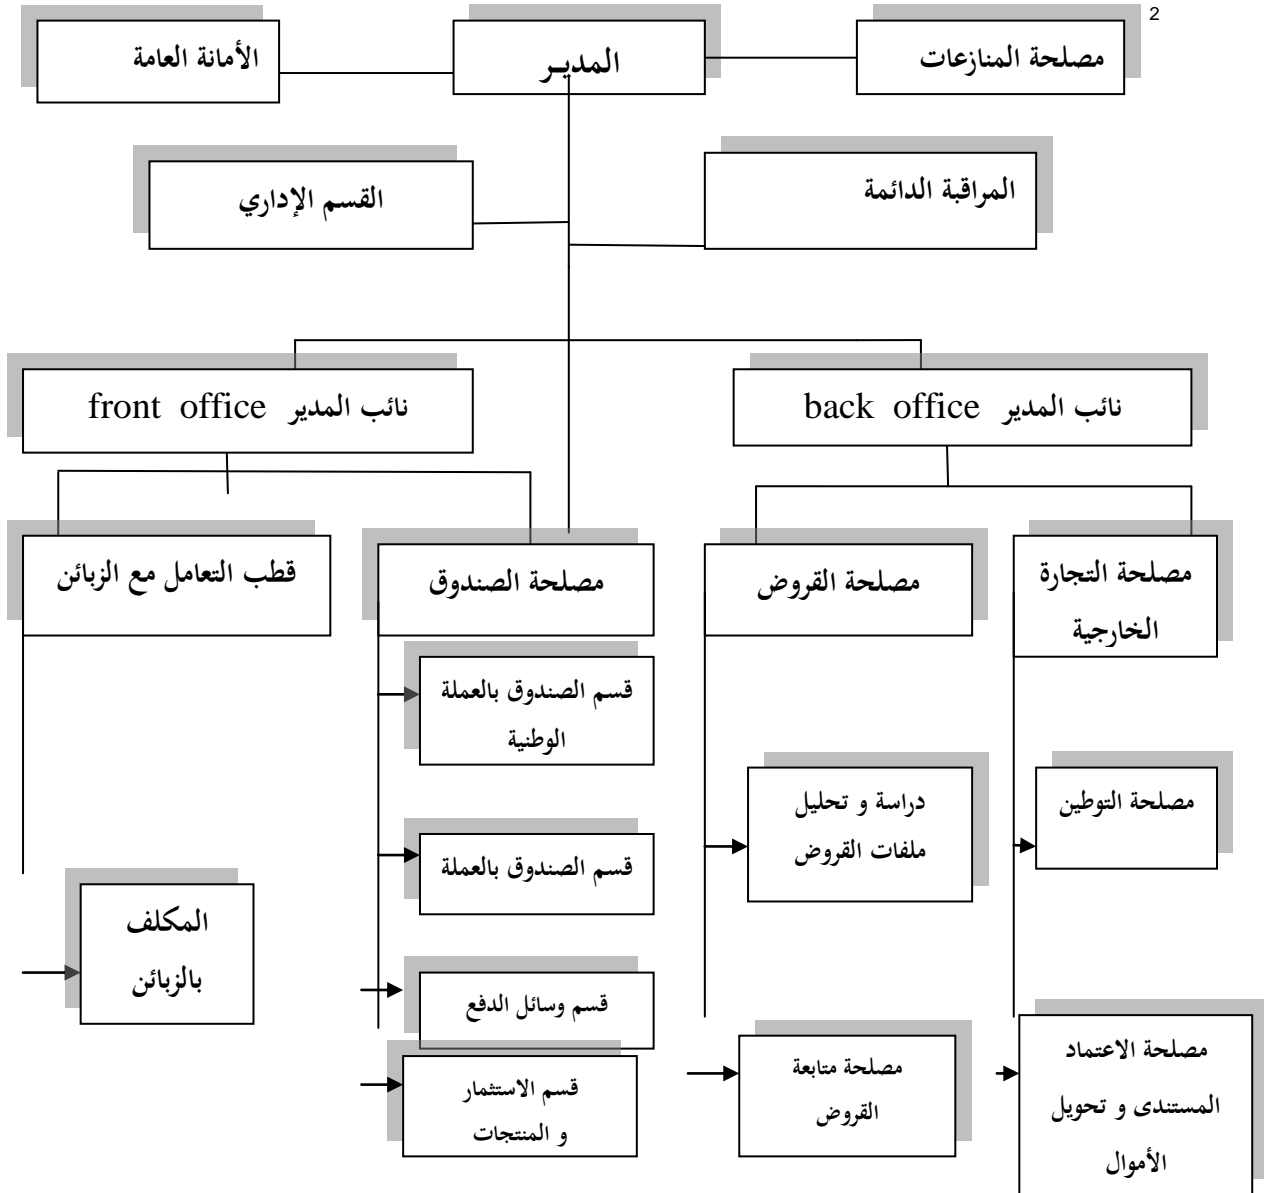 2
مصلحة المنازعات
المديـر
الأمانة العامة
المراقبة الدائمة
القسم الإداري
نائب المدير back office
نائب المدير front office
مصلحة التجارة
الخارجية
مصلحة القروض
مصلحة الصندوق
قطب التعامل مع الزبائن
قسم الصندوق بالعملة
الوطنية
مصلحة التوطين
دراسة و تحليل
ملفات القروض
قسم الصندوق بالعملة
المكلف
بالزبائن
قسم وسائل الدفع
مصلحة الاعتماد
المستندى و تحويل
الأموال
مصلحة متابعة
القروض
قسم الاستثمار
و المنتجات